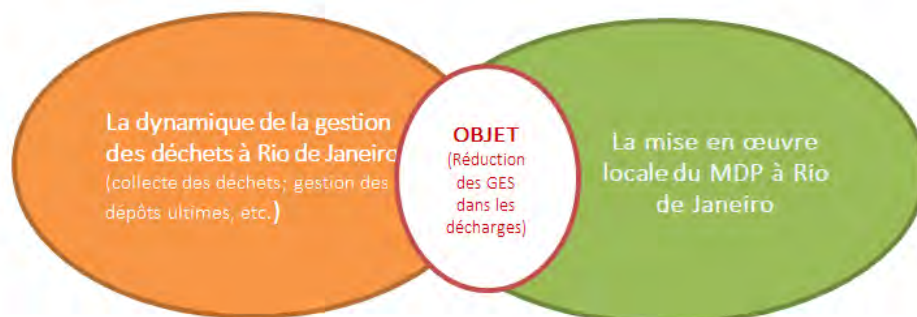 La dynamique de la gestion
des déchets à Rio de Janeiro
(collecte des déchets; gestion des
dépôts ultimes, etc.)
OBJET
(Réduction
des GES
dans les
décharges)
La mise en œuvre
locale du MDP à Rio
de Janeiro